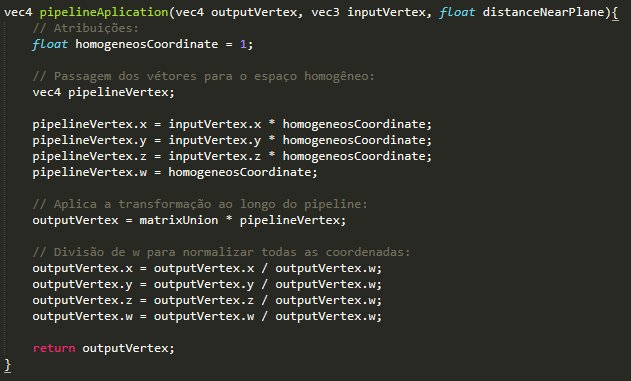 vec4 pipelineAplication(vec4 outputVertex, vec3 inputVertex, float distanceNearPlane){
// Atribuições:
float homogeneosCoordinate = 1;
// Passagem dos vétores para o espaço homogêneo:
vec4 pipelineVertex;
pipelineVertex.x = inputVertex.x * homogeneosCoordinate;
pipelineVertex.y = inputVertex.y * homogeneosCoordinate;
pipelineVertex.z = inputVertex.z * homogeneosCoordinate;
pipelineVertex.w = homogeneosCoordinate;
// Aplica a transformação ao longo do pipeline:
outputVertex = matrixUnion * pipelineVertex;
// Divisão de w para normalizar todas as coordenadas:
outputVertex.x = outputVertex.x / outputVertex.w;
outputVertex.y = outputVertex.y / outputVertex.w;
outputVertex.z = outputVertex.z / outputVertex.w;
outputVertex.w = outputVertex.w / outputVertex.w;
return outputVertex;
}